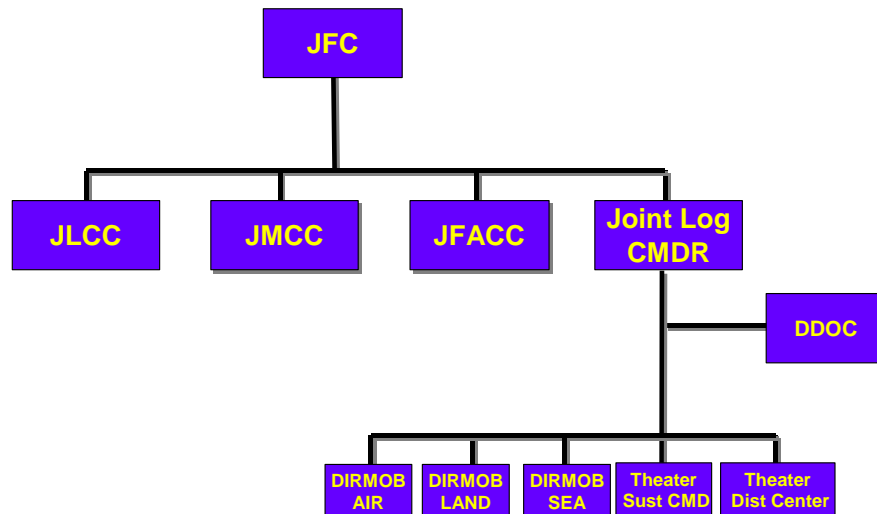 JFC
JLCC
JMCC
JFACC
Joint Log
CMDR
DDOC
DIRMOB
AIR
DIRMOB
LAND
DIRMOB
SEA
Theater
Sust CMD
Theater
Dist Center